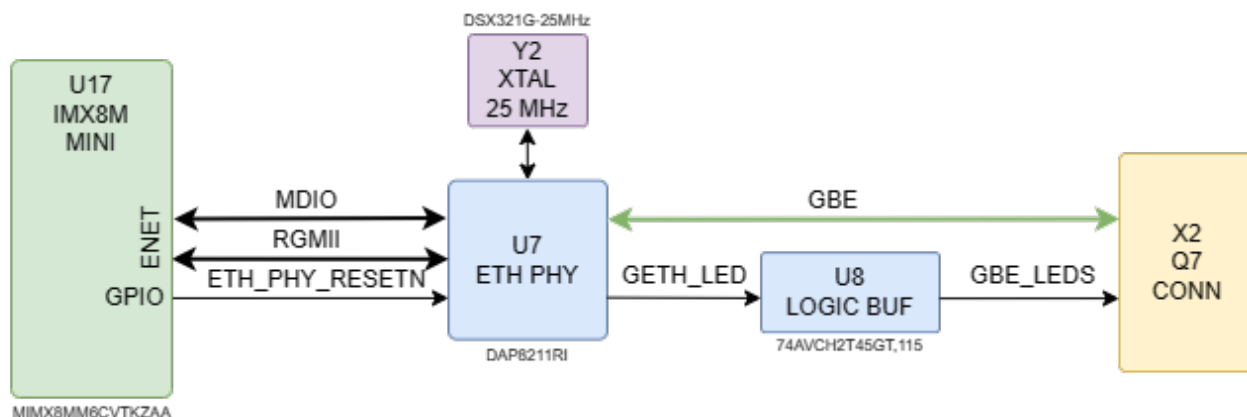 DSX321G-25MHz
Y2
XTAL
25 MHz
U17
IMX8M
MINI
ENET
GPIO
MIMX8MM6CVTKZAA
MDIO
RGMII
ETH_PHY_RESETN
U7
ETH PHY
DAP8211RI
GBE
GETH_LED
U8
LOGIC BUF
74AVCH2T45GT,115
GBE_LEDS
X2
Q7
CONN